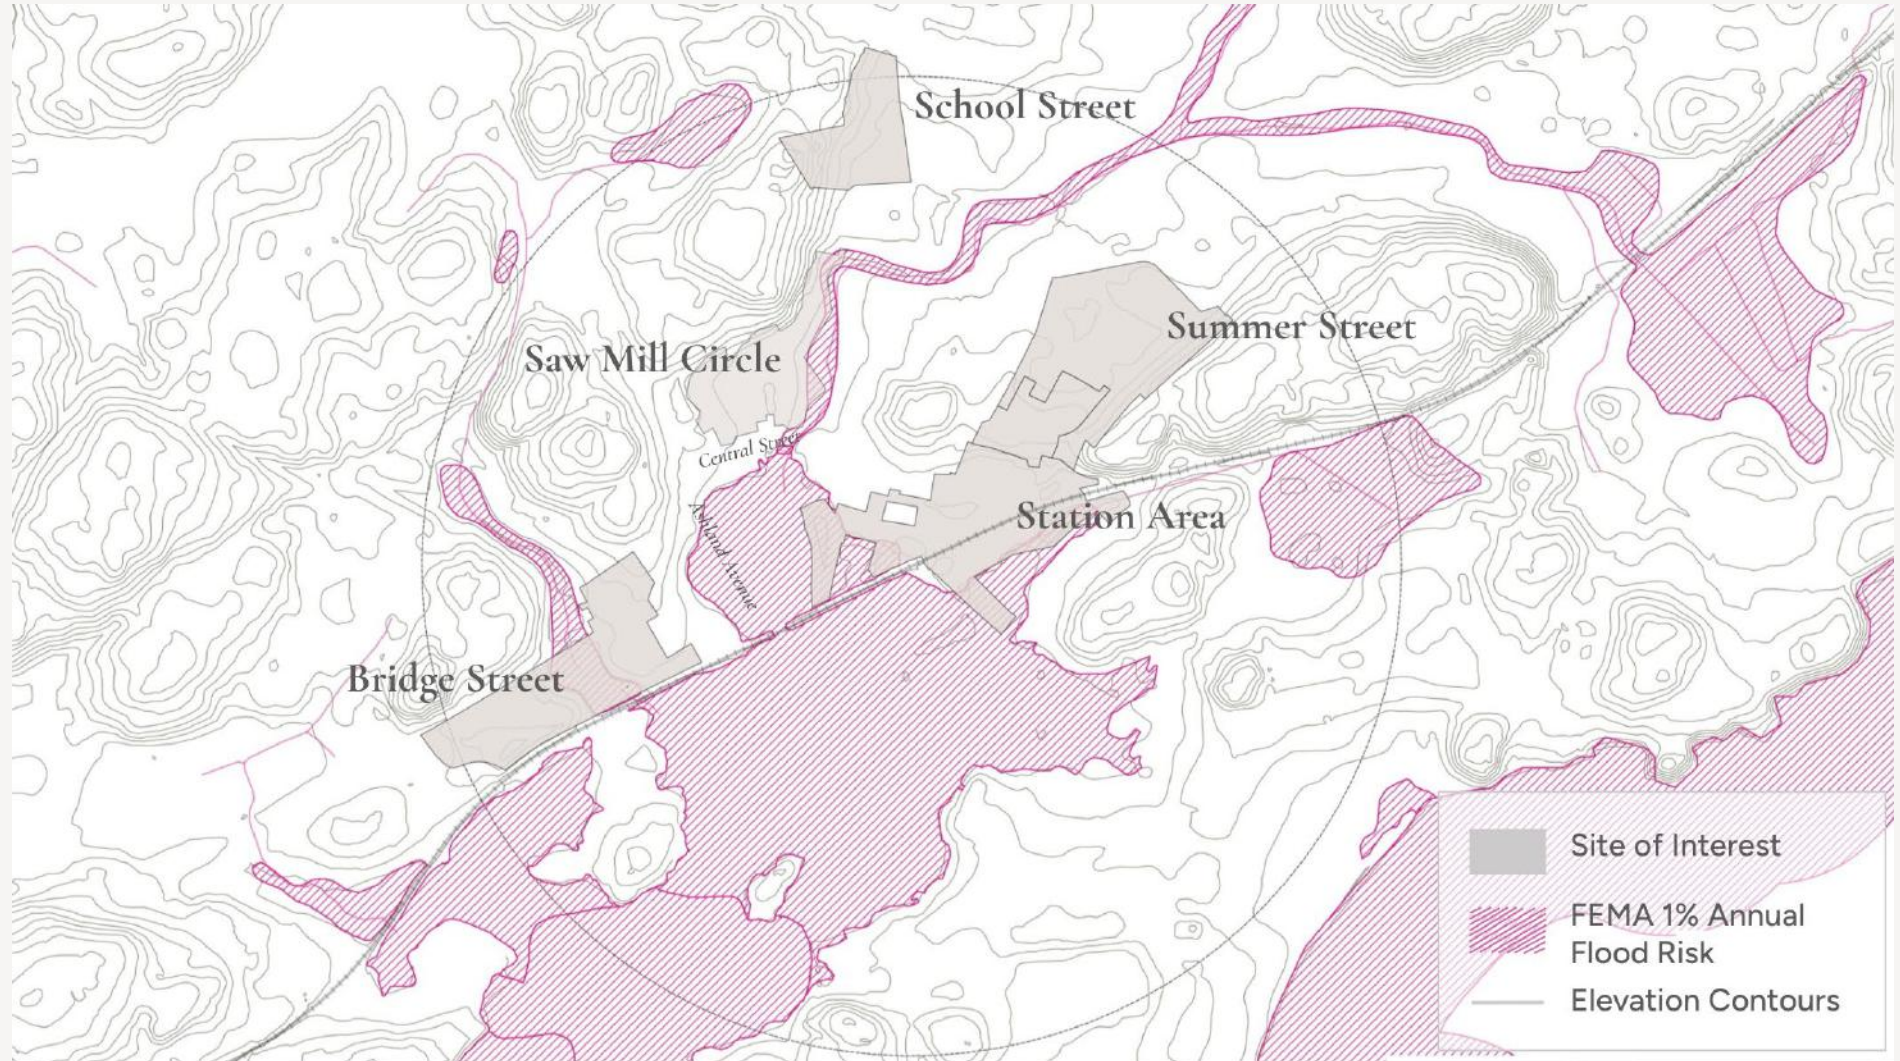 School Street
Summer Street
Saw Mill Circle
Central Street
Ashland Avenue
Station Area
Bridge Street
Site of Interest
FEMA 1% Annual
Flood Risk
Elevation Contours